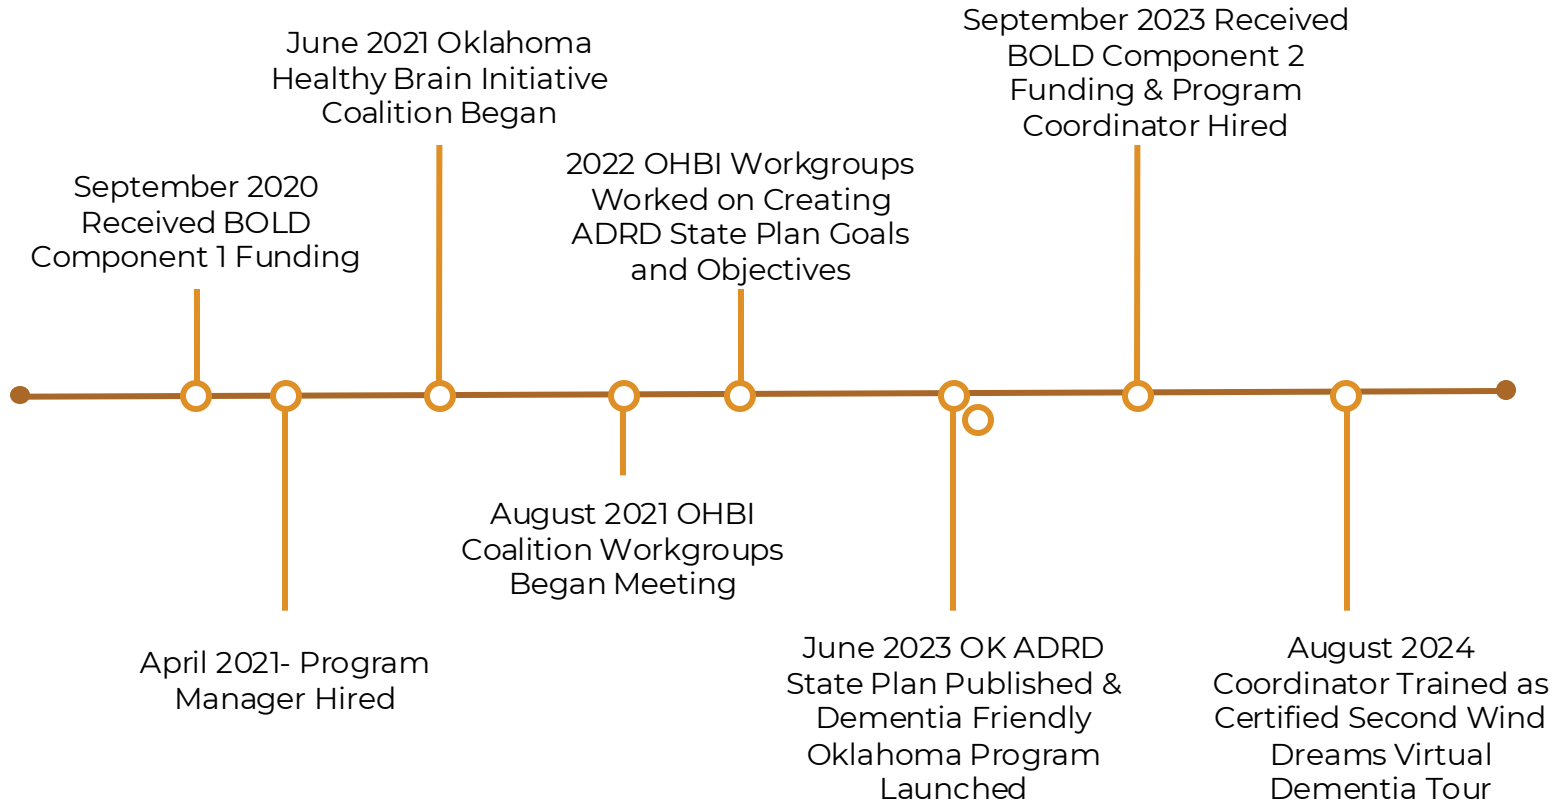 September 2020
Received BOLD
Component 1 Funding
April 2021- Program
Manager Hired
June 2021 Oklahoma
Healthy Brain Initiative
Coalition Began
August 2021 OHBI
Coalition Workgroups
Began Meeting
2022 OHBI Workgroups
Worked on Creating
ADRD State Plan Goals
and Objectives
June 2023 OK ADRD
State Plan Published &
Dementia Friendly
Oklahoma Program
Launched
September 2023 Received
BOLD Component 2
Funding & Program
Coordinator Hired
August 2024
Coordinator Trained as
Certified Second Wind
Dreams Virtual
Dementia Tour